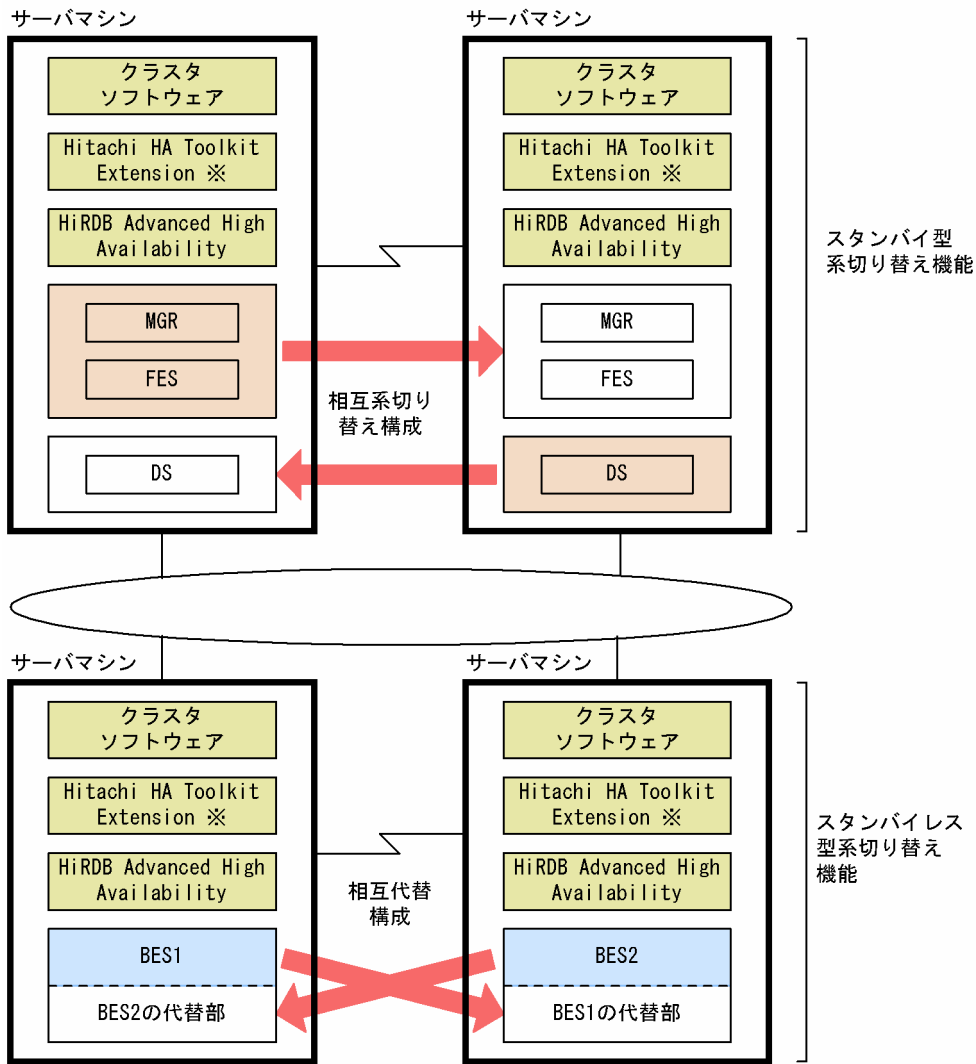 サーバマシン
クラスタ
ソフトウェア
Hitachi HA Toolkit
Extension ※
HiRDB Advanced High
Availability
MGR
FES
DS
サーバマシン
クラスタ
ソフトウェア
Hitachi HA Toolkit
Extension ※
HiRDB Advanced High
Availability
MGR
FES
DS
相互系切り
替え構成
スタンバイ型
系切り替え機能
サーバマシン
クラスタ
ソフトウェア
Hitachi HA Toolkit
Extension ※
HiRDB Advanced High
Availability
BES1
BES2の代替部
サーバマシン
クラスタ
ソフトウェア
Hitachi HA Toolkit
Extension ※
HiRDB Advanced High
Availability
BES2
BES1の代替部
相互代替
構成
スタンバイレス
型系切り替え
機能